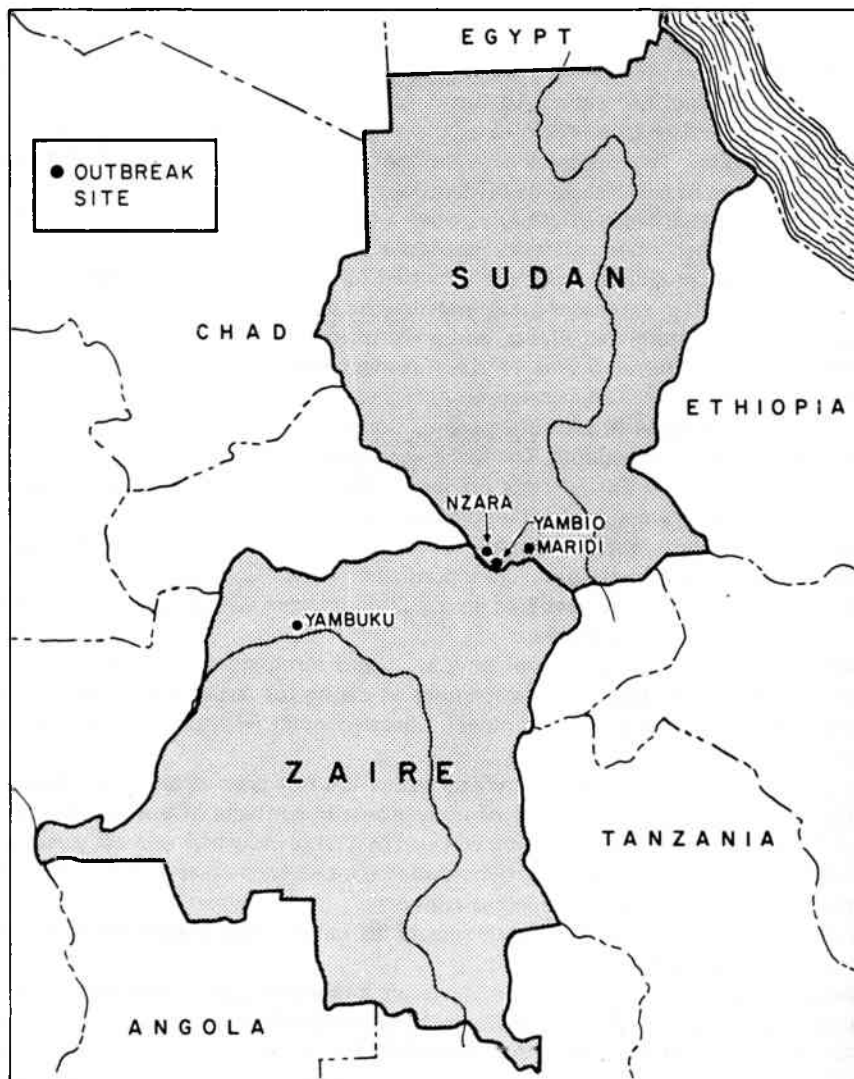 EGYPT
● OUTBREAK
SITE
SUDAN
CHAD
ETHIOPIA
NZARA
YAMBIO
MARIDI
YAMBUKU
ZAIRE
TANZANIA
ANGOLA